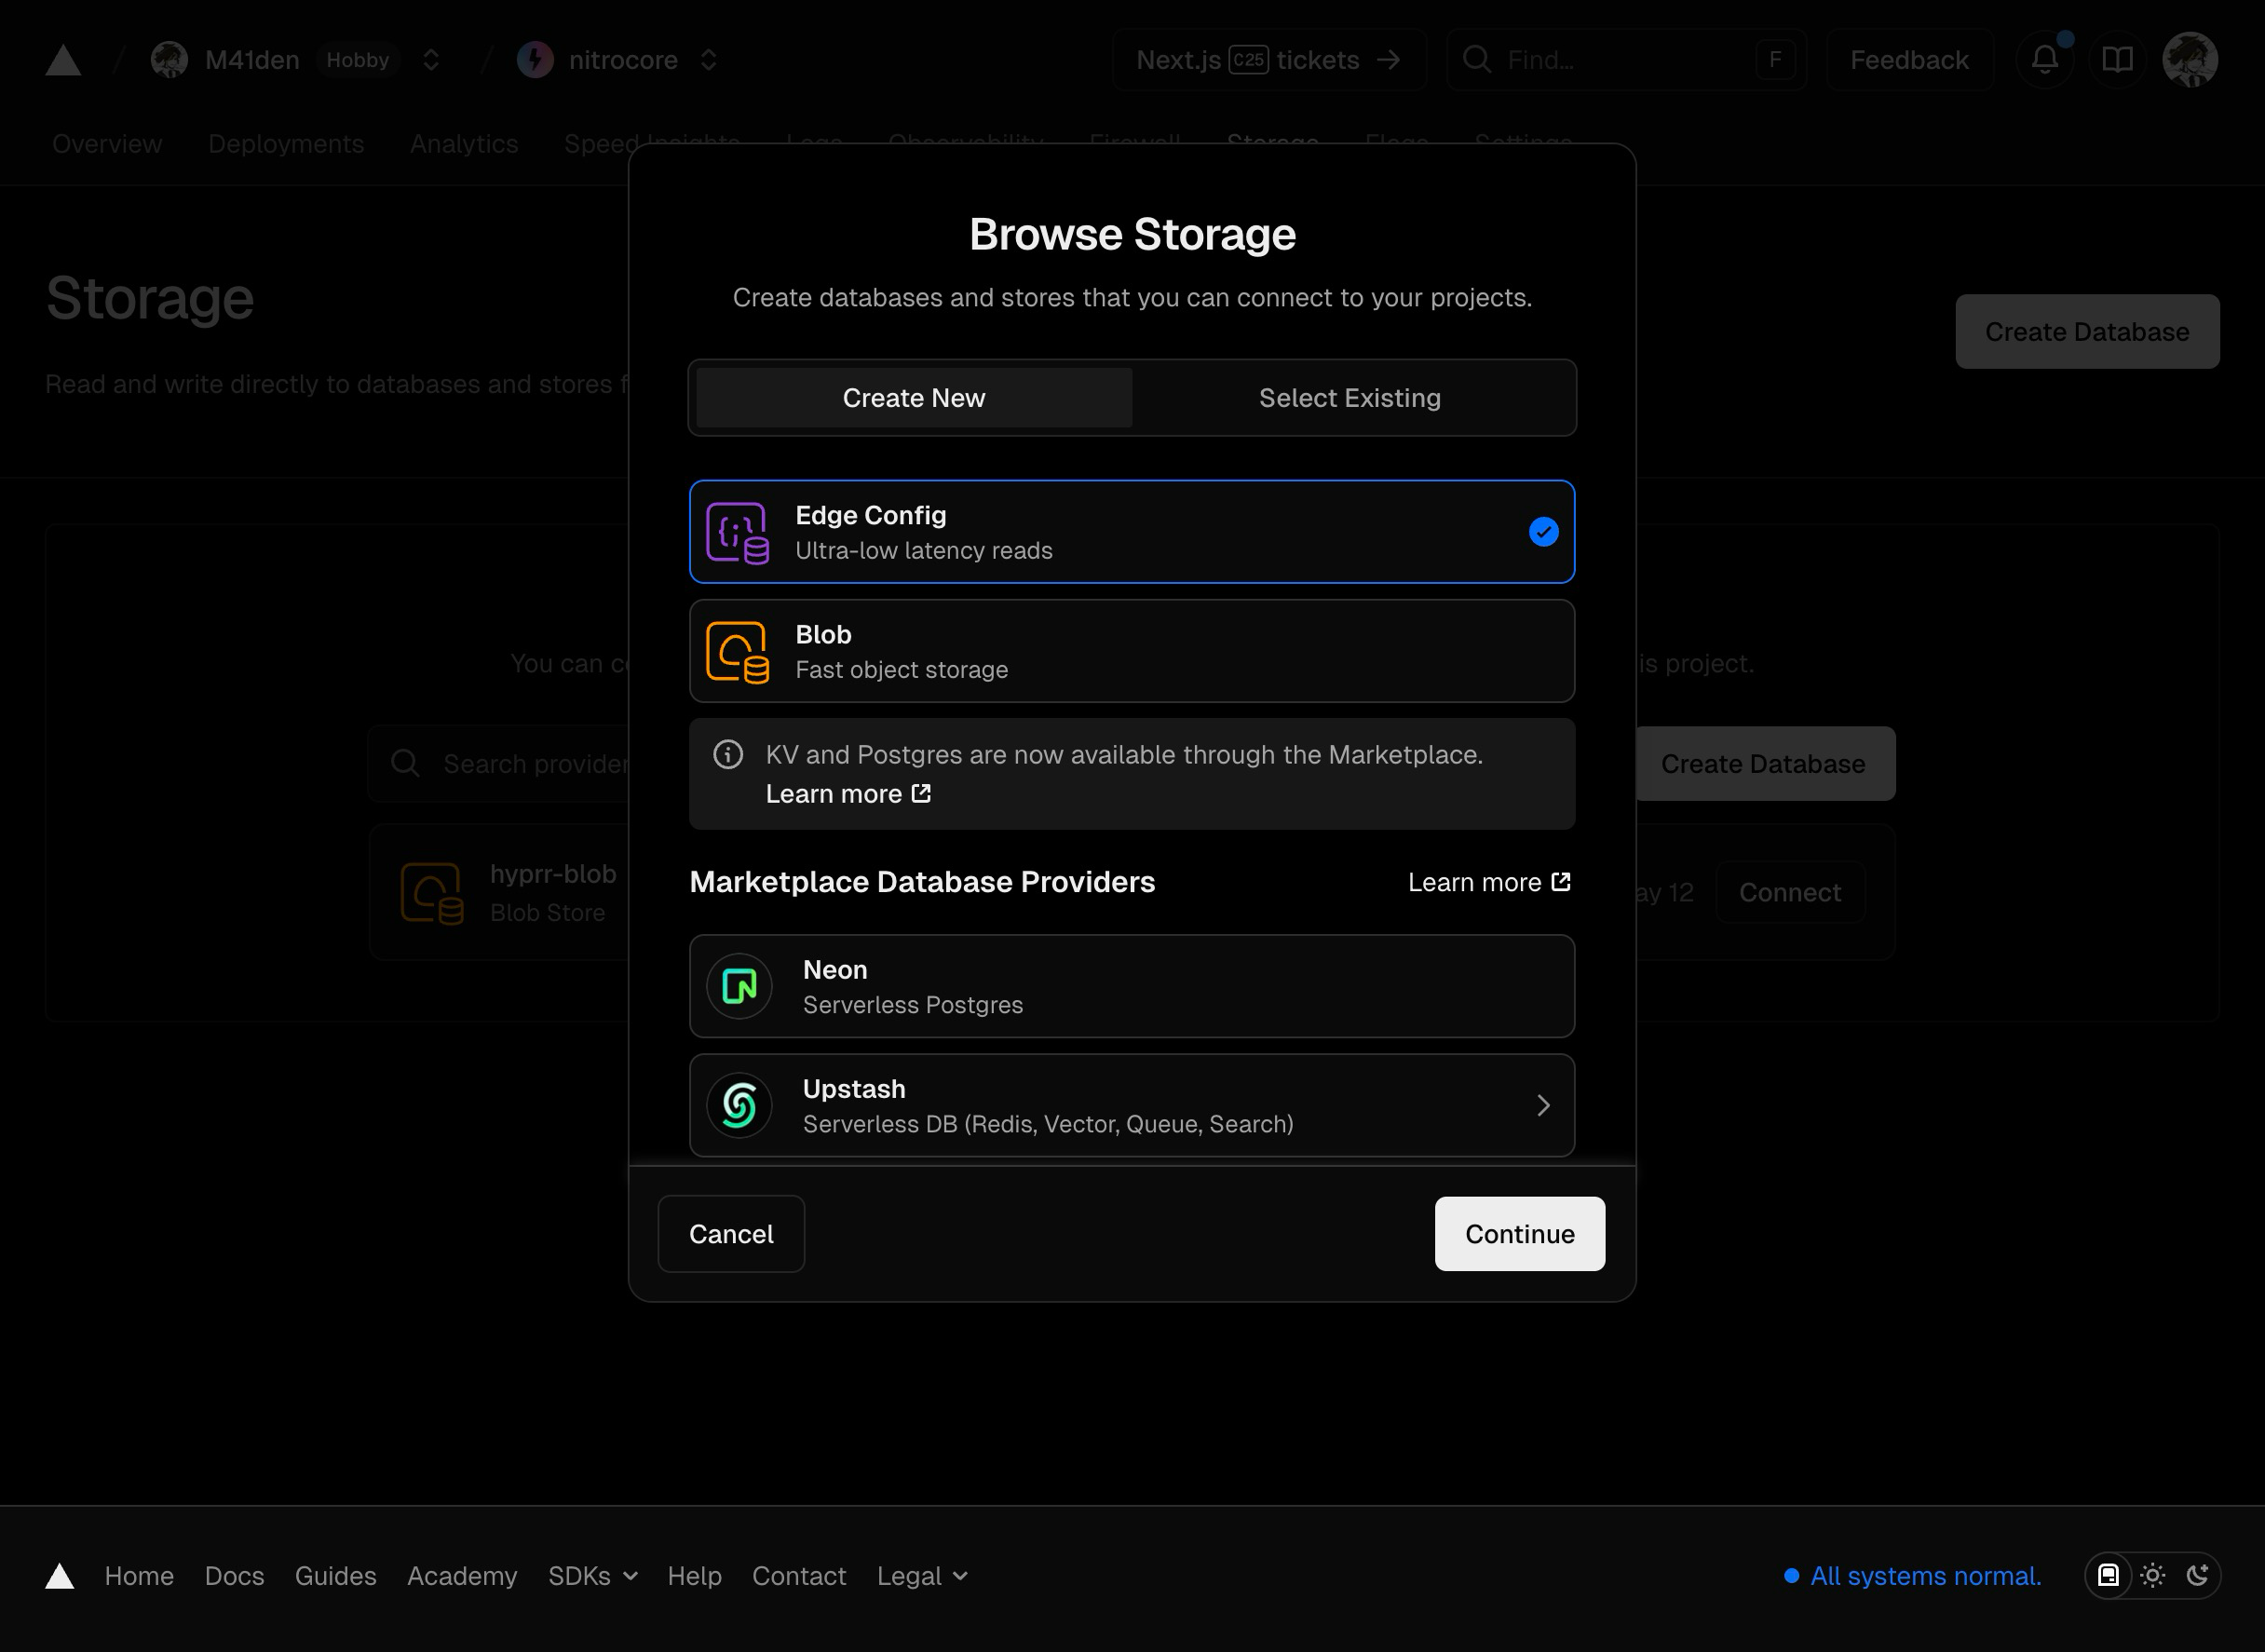 M41den Hobby nitrocore Next.js C25 tickets Find... F Feedback
Overview Deployments Analytics Speed Insights Logs Observability Firewall Storage Flags Settings
Storage
Read and write directly to databases and stores
Create Database
You can
is project.
Search provider
Create Database
hyprr-blob
Blob Store
12 Connect
Browse Storage
Create databases and stores that you can connect to your projects.
Create New Select Existing
Edge Config
Ultra-low latency reads
Blob
Fast object storage
KV and Postgres are now available through the Marketplace.
Learn more
Marketplace Database Providers Learn more
Neon
Serverless Postgres
Upstash
Serverless DB (Redis, Vector, Queue, Search)
Cancel Continue
Home Docs Guides Academy SDKs Help Contact Legal All systems normal.